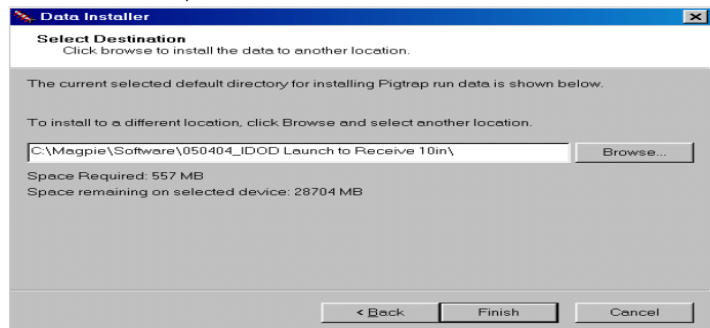 Data Installer
Select Destination
Click browse to install the data to another location.
The current selected default directory for installing Pigtrap run data is shown below.
To install to a different location, click Browse and select another location.
C:\Magpie\Software\050404_IDOD Launch to Receive 10in\
Browse...
Space Required: 557 MB
Space remaining on selected device: 28704 MB
< Back
Finish
Cancel